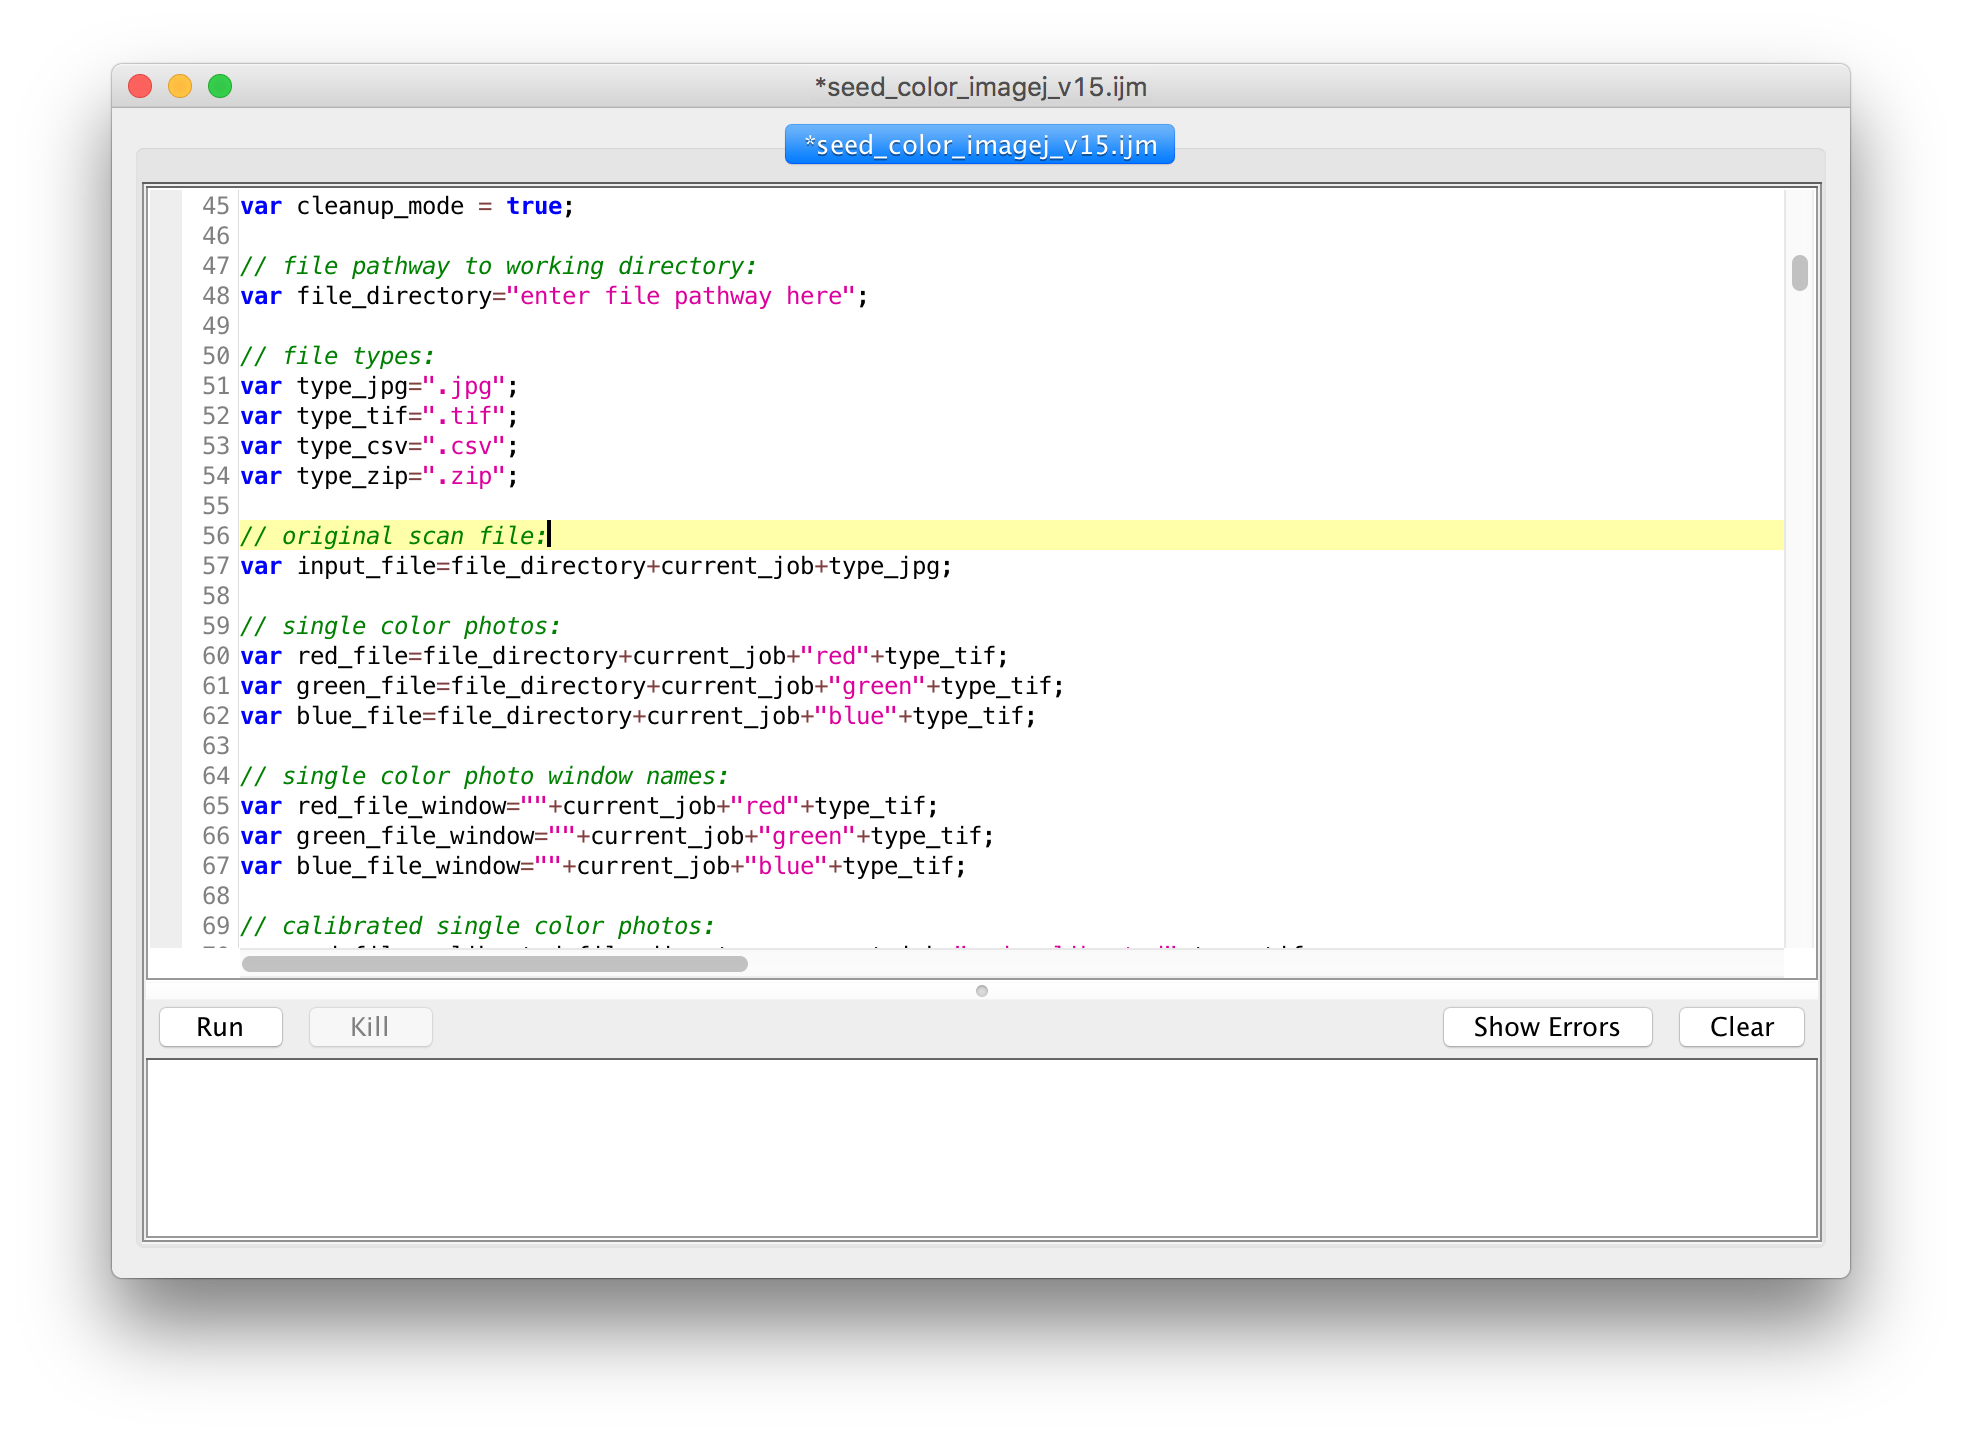 *seed_color_imagej_v15.ijm
*seed_color_imagej_v15.ijm
45 var cleanup_mode = true;
46
47 // file pathway to working directory:
48 var file_directory="enter file pathway here";
49
50 // file types:
51 var type_jpg=".jpg";
52 var type_tif=".tif";
53 var type_csv=".csv";
54 var type_zip=".zip";
55
56 // original scan file:
57 var input_file=file_directory+current_job+type_jpg;
58
59 // single color photos:
60 var red_file=file_directory+current_job+"red"+type_tif;
61 var green_file=file_directory+current_job+"green"+type_tif;
62 var blue_file=file_directory+current_job+"blue"+type_tif;
63
64 // single color photo window names:
65 var red_file_window=""+current_job+"red"+type_tif;
66 var green_file_window=""+current_job+"green"+type_tif;
67 var blue_file_window=""+current_job+"blue"+type_tif;
68
69 // calibrated single color photos:
Run Kill Show Errors Clear